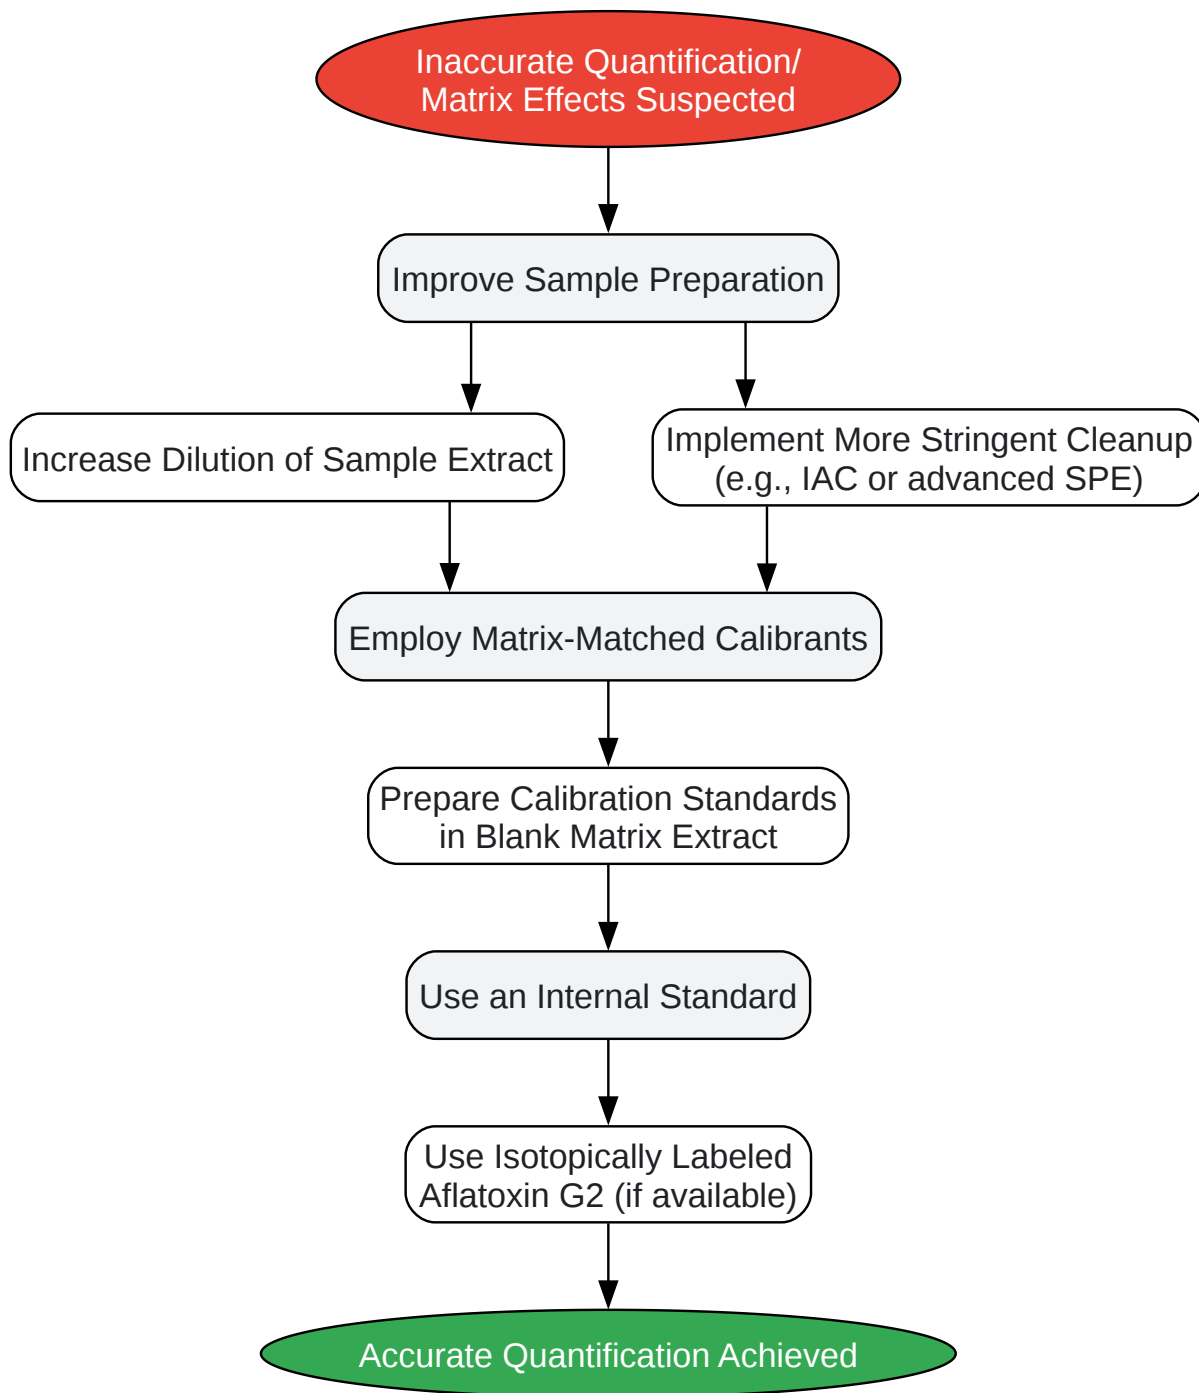 Inaccurate Quantification/
Matrix Effects Suspected
Improve Sample Preparation
Increase Dilution of Sample Extract
Implement More Stringent Cleanup
(e.g., IAC or advanced SPE)
Employ Matrix-Matched Calibrants
Prepare Calibration Standards
in Blank Matrix Extract
Use an Internal Standard
Use Isotopically Labeled
Aflatoxin G2 (if available)
Accurate Quantification Achieved